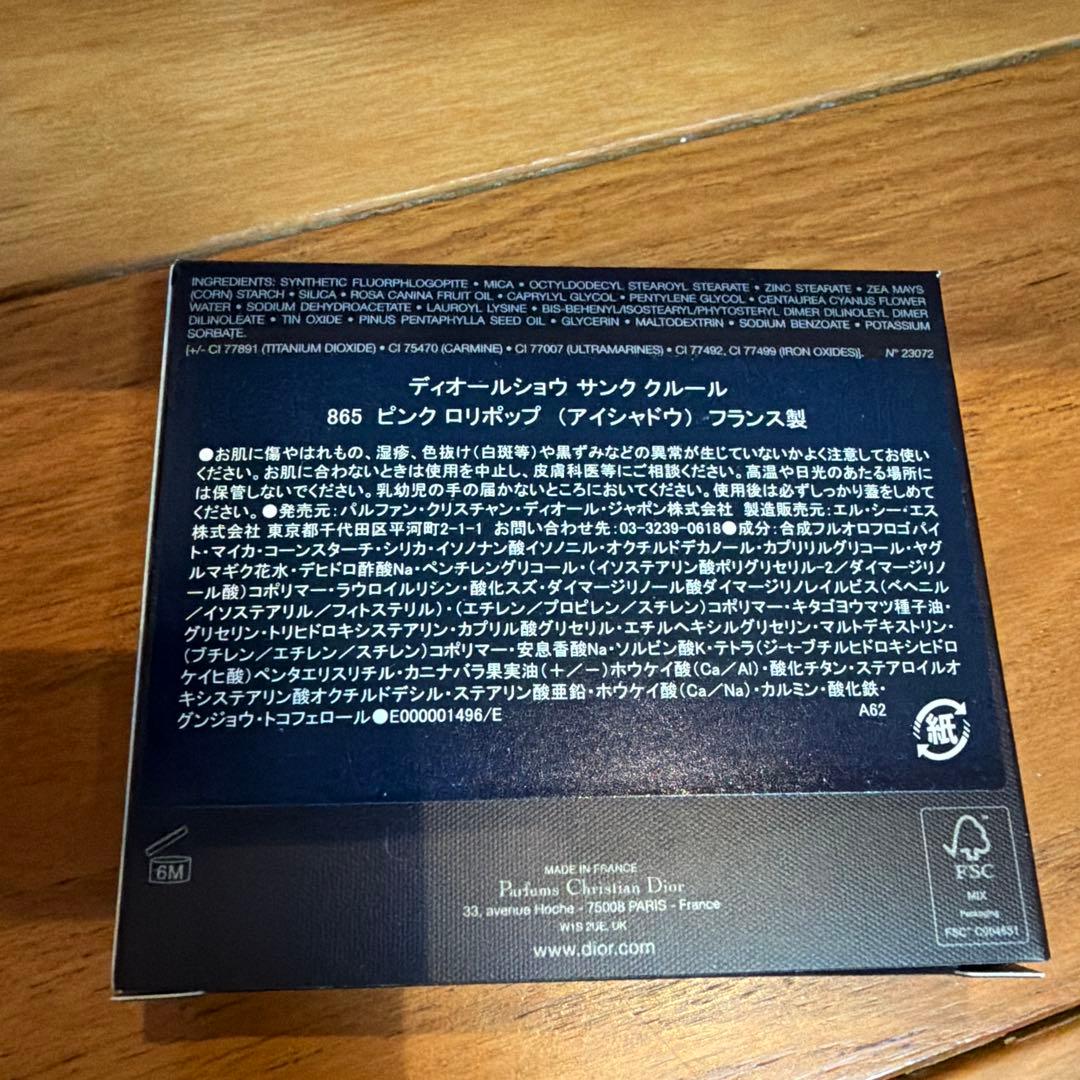 INGREDIENTS: SYNTHETIC FLUORPHLOGOPITE • MICA • OCTYLDODECYL STEAROYL STEARATE • ZINC STEARATE • ZEA MAYS
(CORN) STARCH • SILICA • ROSA CANINA FRUIT OIL • CAPRYLYL GLYCOL • PENTYLENE GLYCOL • CENTAUREA CYANUS FLOWER
WATER • SODIUM DEHYDROACETATE • LAUROYL LYSINE • BIS-BEHENYL/ISOSTEARYL/PHYTOSTERYL DIMER DILINOLEYL DIMER
DILINOLEATE • TIN OXIDE • PINUS PENTAPHYLLA SEED OIL • GLYCERIN • MALTODEXTRIN • SODIUM BENZOATE • POTASSIUM
SORBATE.
[+/- CI 77891 (TITANIUM DIOXIDE) • CI 75470 (CARMINE) • CI 77007 (ULTRAMARINES) • CI 77492, CI 77499 (IRON OXIDES)]. N° 23072
ディオールショウ サンク クルール
865 ピンク ロリポップ （アイシャドウ） フランス製
●お肌に傷やはれもの、湿疹、色抜け（白斑等）や黒ずみなどの異常が生じていないかよく注意してお使い
ください。お肌に合わないときは使用を中止し、皮膚科医等にご相談ください。高温や日光のあたる場所に
は保管しないでください。乳幼児の手の届かないところにおいてください。使用後は必ずしっかり蓋をしめて
ください。●発売元：パルファン・クリスチャン・ディオール・ジャポン株式会社 製造販売元：エル・シー・エス
株式会社 東京都千代田区平河町2-1-1 お問い合わせ先：03-3239-0618●成分：合成フルオロフロゴパイ
ト・マイカ・コーンスターチ・シリカ・イソノナン酸イソノニル・オクチルドデカノール・カプリリルグリコール・ヤグ
ルマギク花水・デヒドロ酢酸Na・ペンチレングリコール・（イソステアリン酸ポリグリセリル-2／ダイマージリノ
ール酸）コポリマー・ラウロイルリシン・酸化スズ・ダイマージリノール酸ダイマージリノレイルビス（ベヘニル
／イソステアリル／フィトステリル）・（エチレン／プロピレン／スチレン）コポリマー・キタゴヨウマツ種子油・
グリセリン・トリヒドロキシステアリン・カプリル酸グリセリル・エチルヘキシルグリセリン・マルトデキストリン・
（ブチレン／エチレン／スチレン）コポリマー・安息香酸Na・ソルビン酸K・テトラ（ジ-t-ブチルヒドロキシヒドロ
ケイヒ酸）ペンタエリスリチル・カニナバラ果実油（＋／－）ホウケイ酸（Ca／Al）・酸化チタン・ステアロイルオ
キシステアリン酸オクチルドデシル・ステアリン酸亜鉛・ホウケイ酸（Ca／Na）・カルミン・酸化鉄・
グンジョウ・トコフェロール●E000001496/E A62
紙
6M
MADE IN FRANCE
Parfums Christian Dior
33, avenue Hoche - 75008 PARIS - France
W1S 2UE, UK
www.dior.com
FSC
MIX
Packaging
FSC® C004531